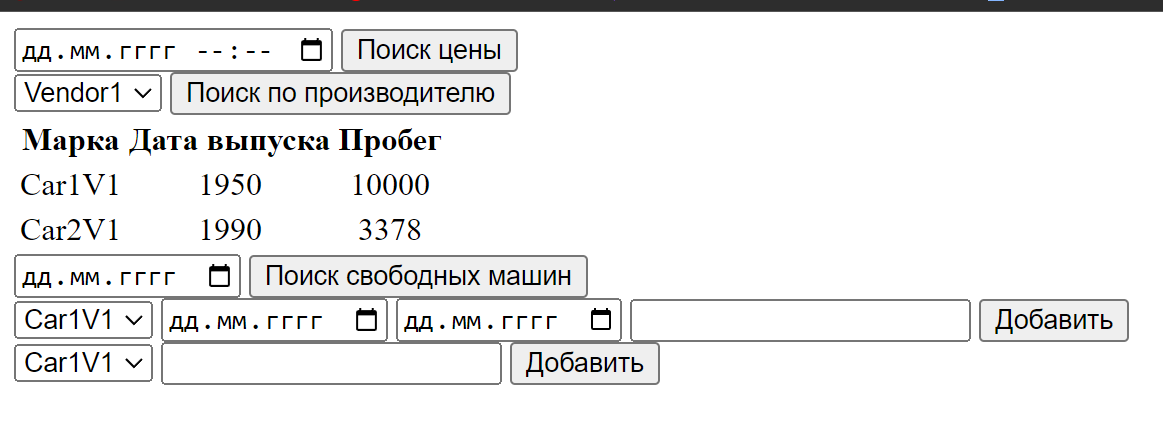 дд.мм.гггг --:-- Поиск цены
Vendor1 Поиск по производителю
Марка Дата выпуска Пробег
Car1V1 1950 10000
Car2V1 1990 3378
дд.мм.гггг Поиск свободных машин
Car1V1 дд.мм.гггг дд.мм.гггг Добавить
Car1V1 Добавить